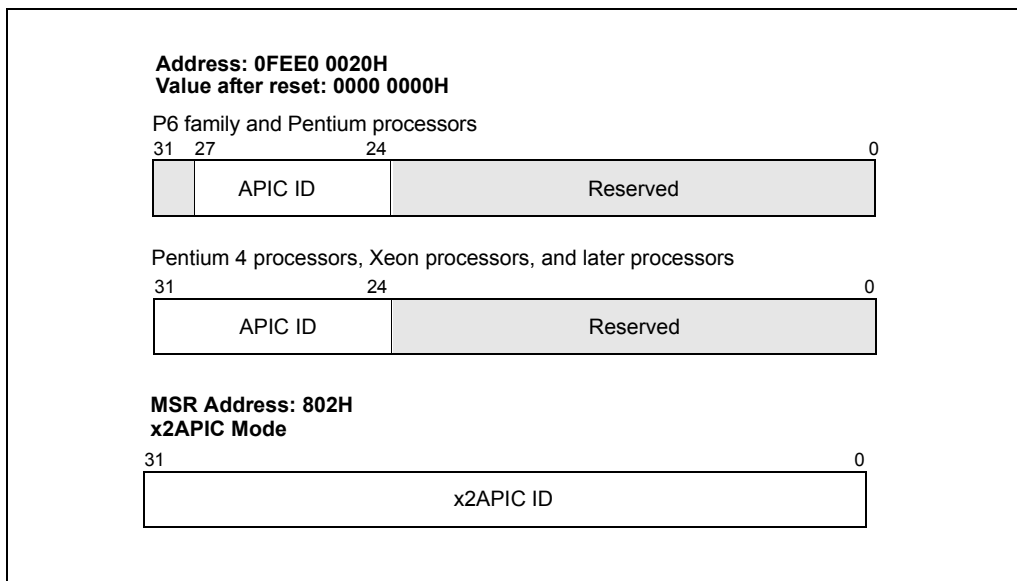 Address: 0FEE0 0020H
Value after reset: 0000 0000H
P6 family and Pentium processors
31 27 24 0
APIC ID Reserved
Pentium 4 processors, Xeon processors, and later processors
31 24 0
APIC ID Reserved
MSR Address: 802H
x2APIC Mode
31 0
x2APIC ID